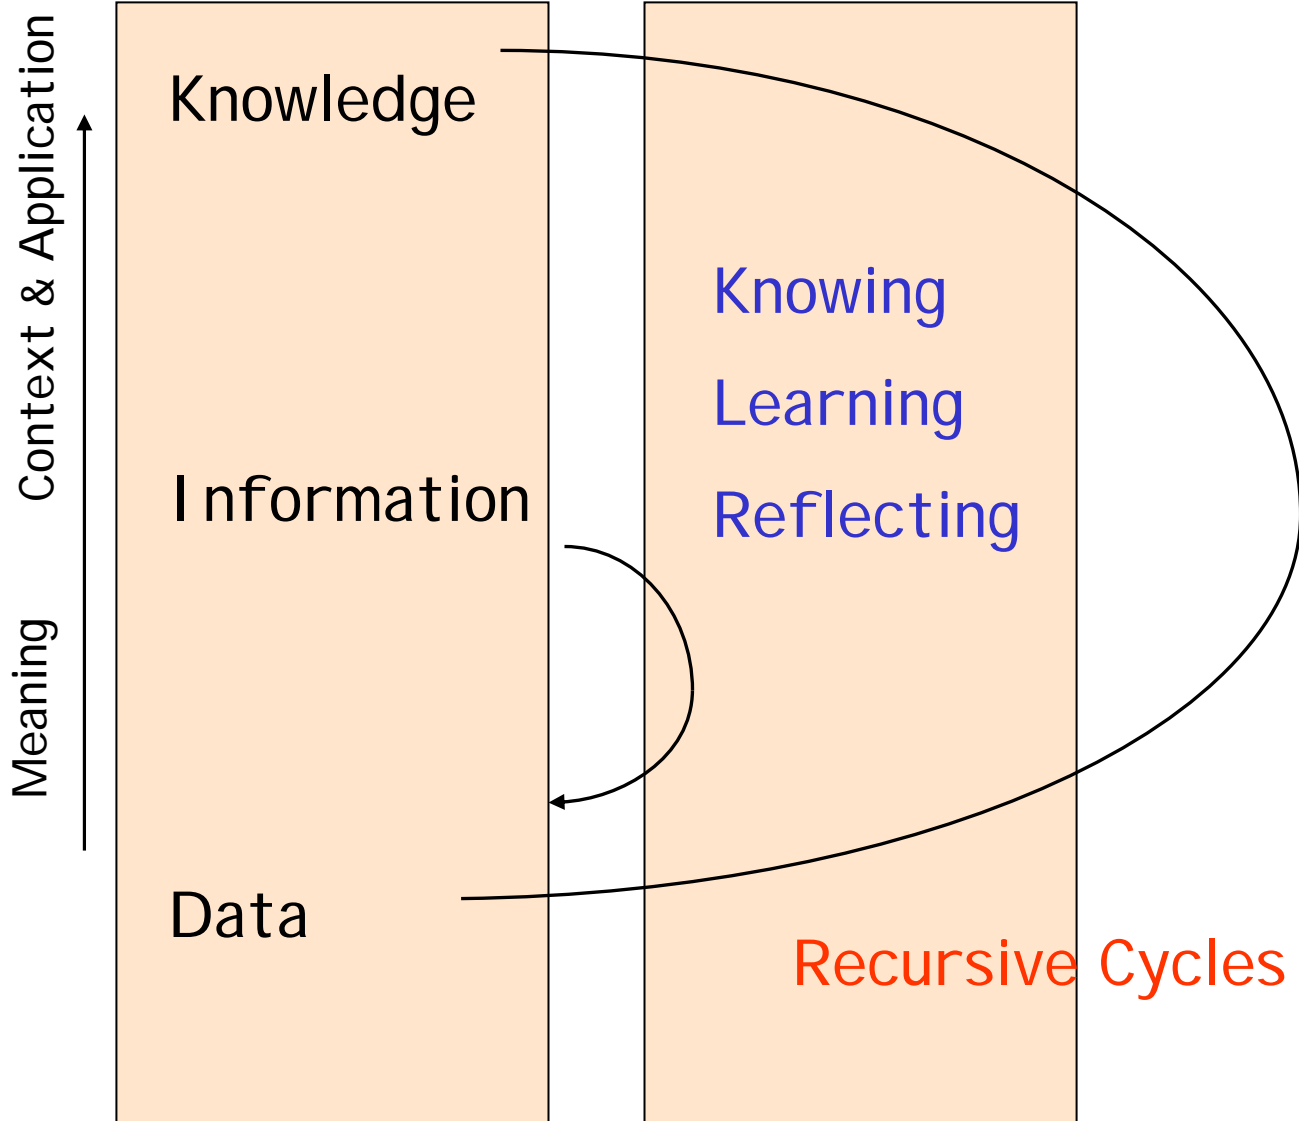 Context & Application
Meaning
Knowledge
Information
Data
Knowing
Learning
Reflecting
Recursive Cycles